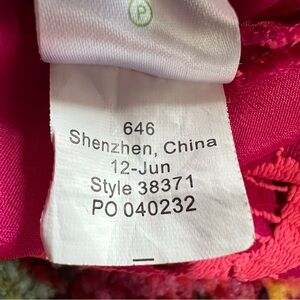 P
646
Shenzhen, China
12-Jun
Style 38371
PO 040232